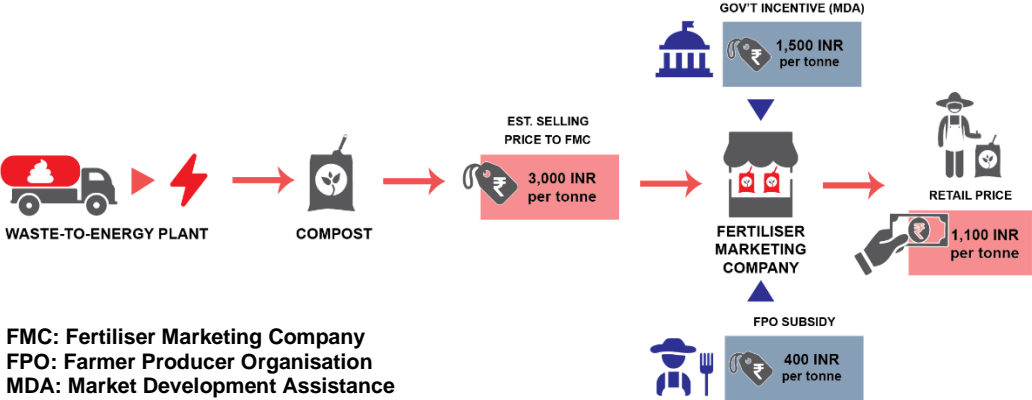 GOV'T INCENTIVE (MDA)
1,500 INR
per tonne
EST. SELLING
PRICE TO FMC
3,000 INR
per tonne
WASTE-TO-ENERGY PLANT
COMPOST
FERTILISER
MARKETING
COMPANY
RETAIL PRICE
1,100 INR
per tonne
FPO SUBSIDY
400 INR
per tonne
FMC: Fertiliser Marketing Company
FPO: Farmer Producer Organisation
MDA: Market Development Assistance